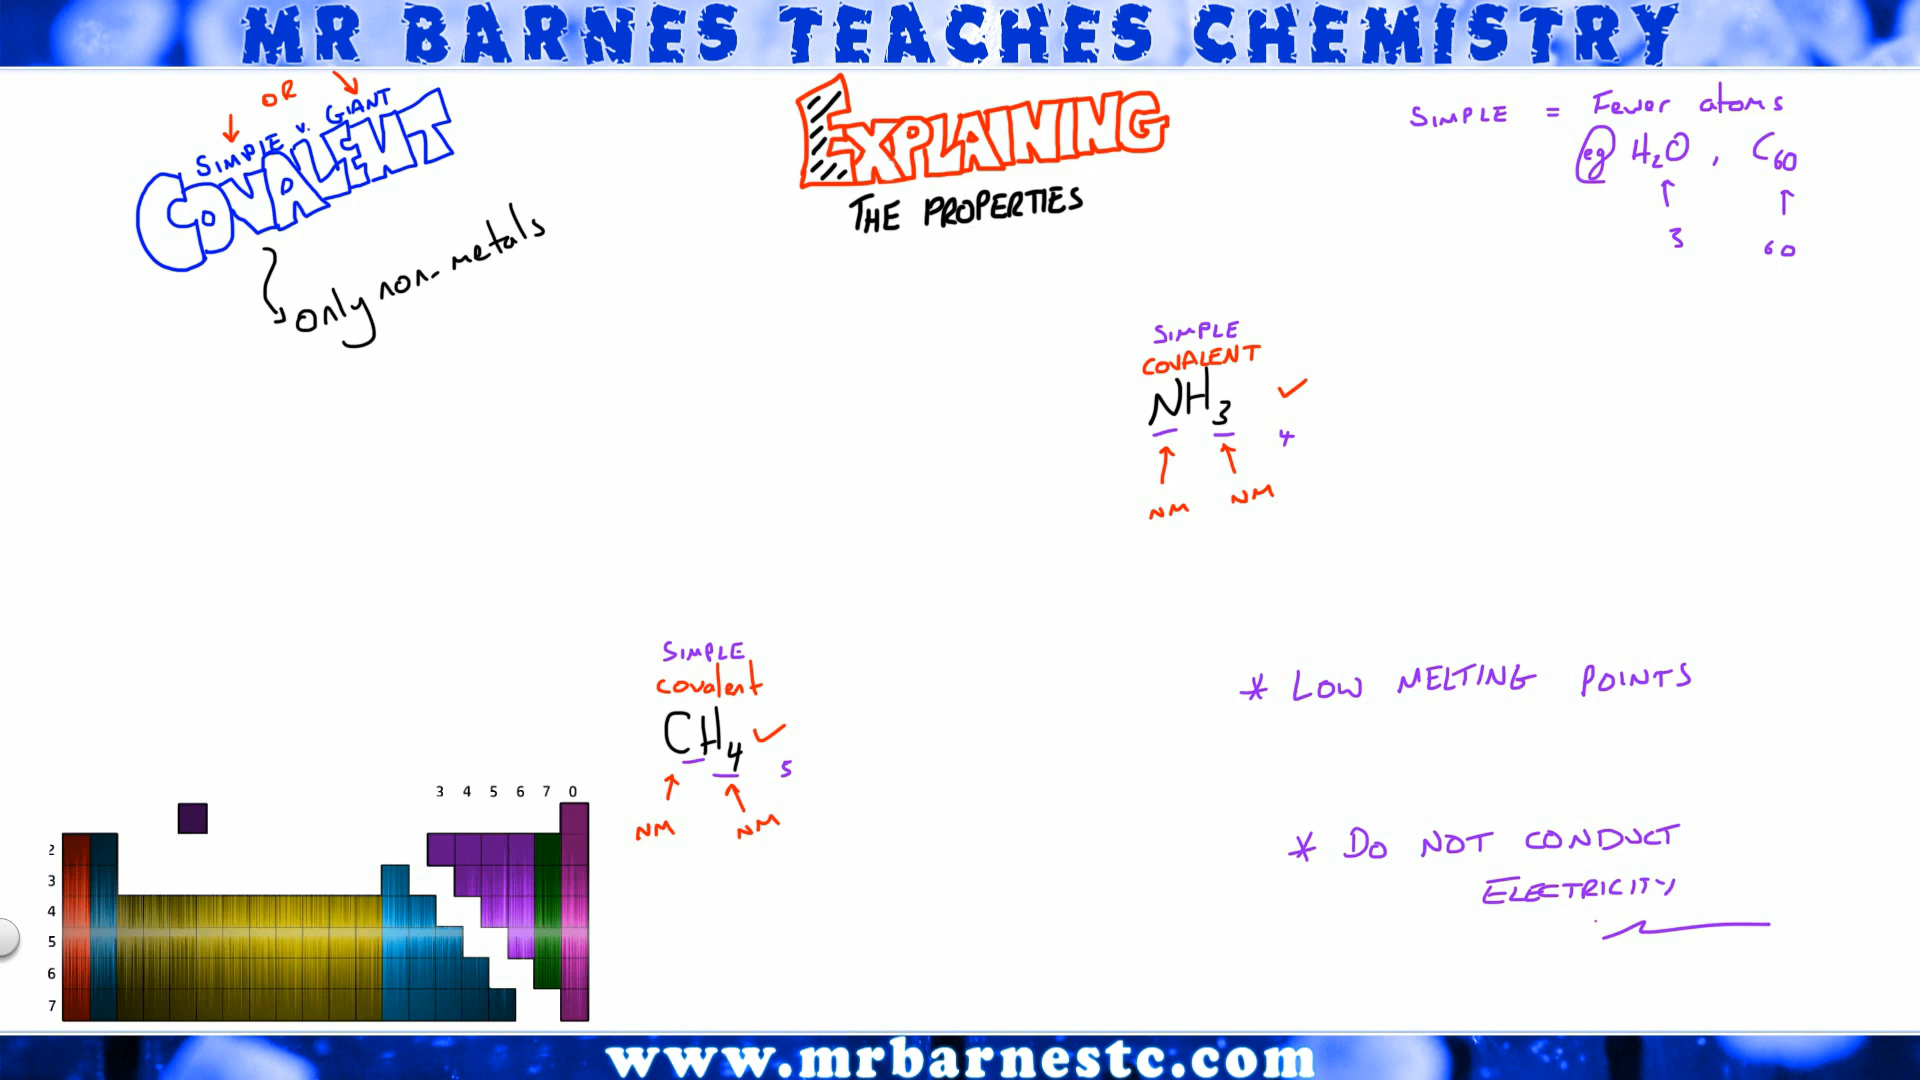 MR BARNES TEACHES CHEMISTRY
OR
SIMPLE v. GIANT
COVALENT
only non-metals
EXPLAINING
THE PROPERTIES
SIMPLE = Fewer atoms
eg H₂O, C₆₀
3 60
SIMPLE
COVALENT
NH₃ ✓
4
NM NM
SIMPLE
covalent
CH₄ ✓
5
NM NM
* LOW MELTING POINTS
* DO NOT CONDUCT
ELECTRICITY
3 4 5 6 7 0
2
3
4
5
6
7
www.mrbarnestc.com